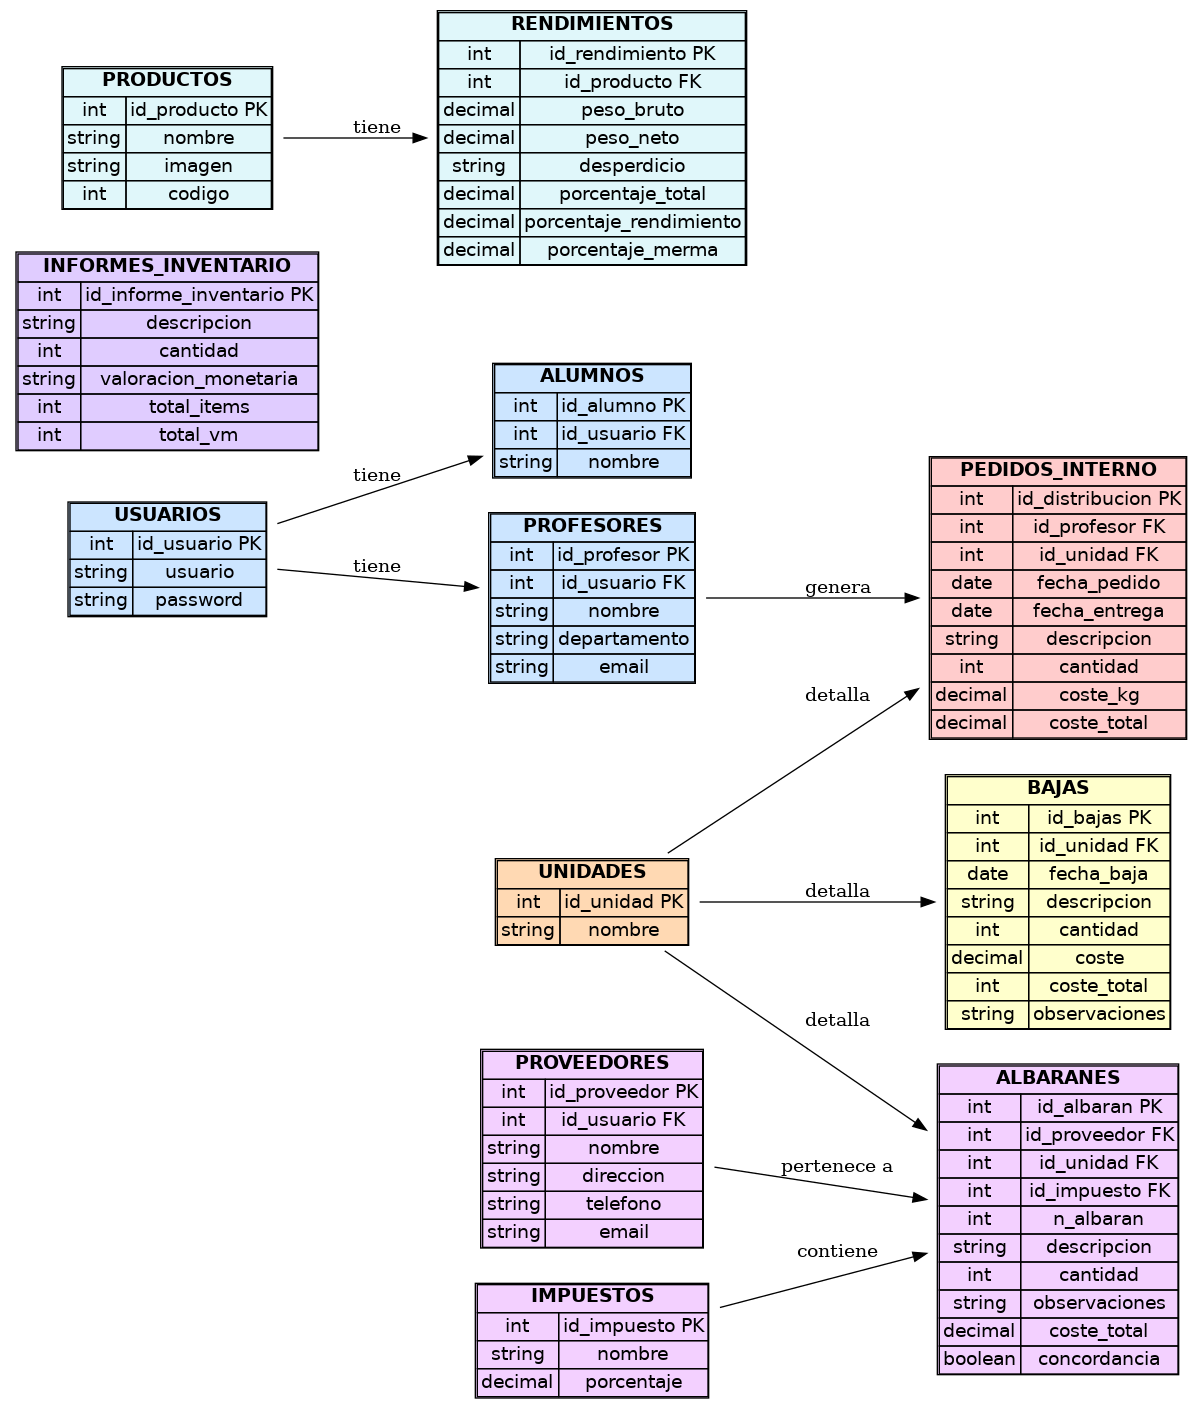 PRODUCTOS
int id_producto PK
string nombre
string imagen
int codigo
tiene
RENDIMIENTOS
int id_rendimiento PK
int id_producto FK
decimal peso_bruto
decimal peso_neto
string desperdicio
decimal porcentaje_total
decimal porcentaje_rendimiento
decimal porcentaje_merma
INFORMES_INVENTARIO
int id_informe_inventario PK
string descripcion
int cantidad
string valoracion_monetaria
int total_items
int total_vm
USUARIOS
int id_usuario PK
string usuario
string password
tiene
tiene
ALUMNOS
int id_alumno PK
int id_usuario FK
string nombre
PROFESORES
int id_profesor PK
int id_usuario FK
string nombre
string departamento
string email
genera
PEDIDOS_INTERNO
int id_distribucion PK
int id_profesor FK
int id_unidad FK
date fecha_pedido
date fecha_entrega
string descripcion
int cantidad
decimal coste_kg
decimal coste_total
UNIDADES
int id_unidad PK
string nombre
detalla
detalla
detalla
BAJAS
int id_bajas PK
int id_unidad FK
date fecha_baja
string descripcion
int cantidad
decimal coste
int coste_total
string observaciones
PROVEEDORES
int id_proveedor PK
int id_usuario FK
string nombre
string direccion
string telefono
string email
pertenece a
ALBARANES
int id_albaran PK
int id_proveedor FK
int id_unidad FK
int id_impuesto FK
int n_albaran
string descripcion
int cantidad
string observaciones
decimal coste_total
boolean concordancia
IMPUESTOS
int id_impuesto PK
string nombre
decimal porcentaje
contiene